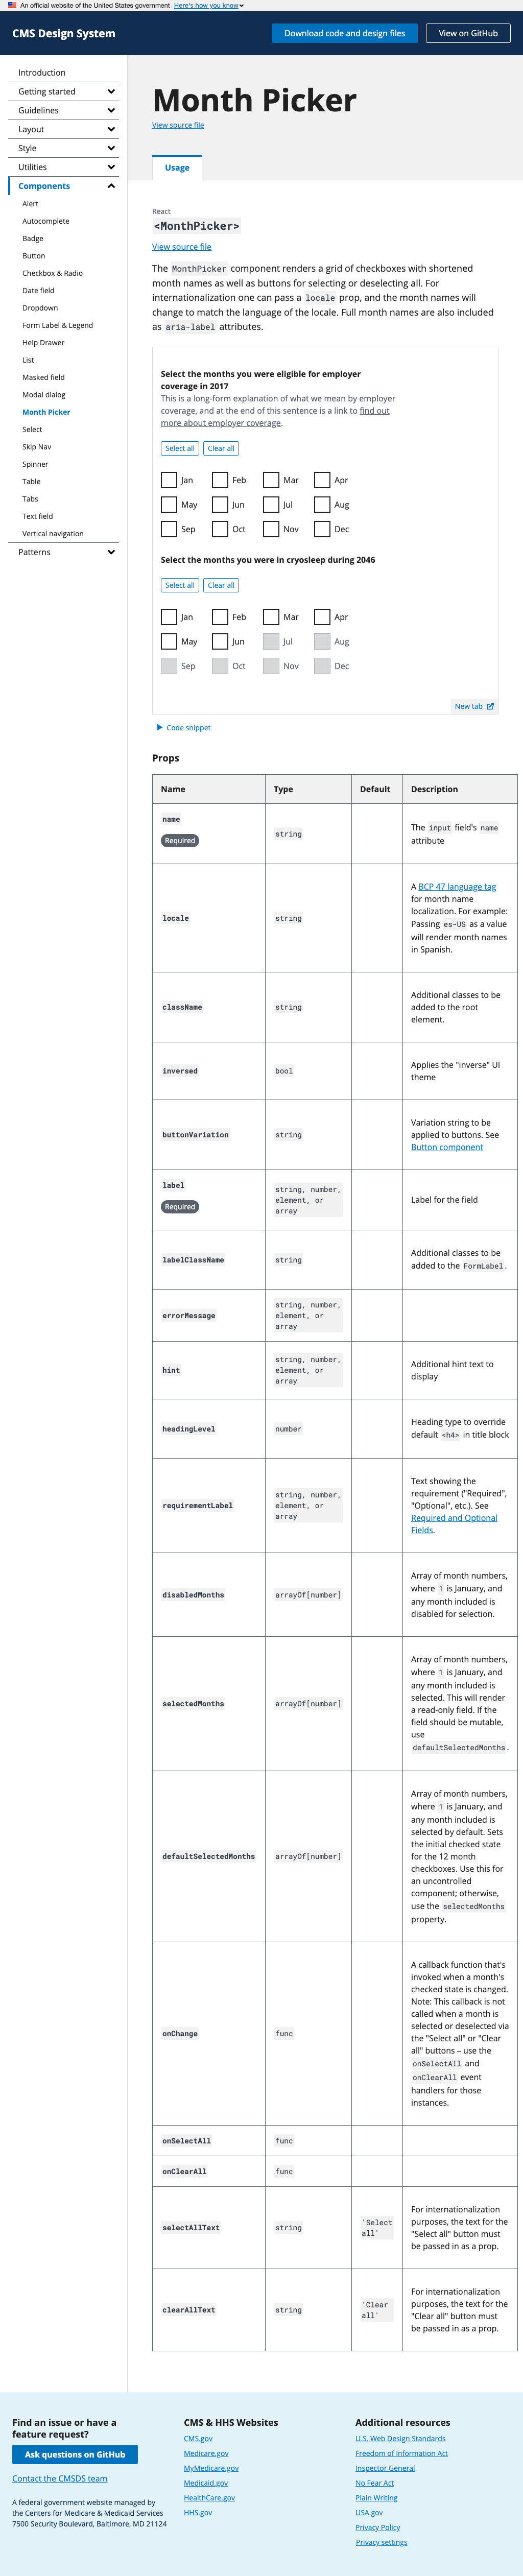 An official website of the United States government Here's how you know
CMS Design System
Download code and design files
View on GitHub
Introduction
Getting started
Guidelines
Layout
Style
Utilities
Components
Alert
Autocomplete
Badge
Button
Checkbox & Radio
Date field
Dropdown
Form Label & Legend
Help Drawer
List
Masked field
Modal dialog
Month Picker
Select
Skip Nav
Spinner
Table
Tabs
Text field
Vertical navigation
Patterns
Month Picker
View source file
Usage
React
<MonthPicker>
View source file
The MonthPicker component renders a grid of checkboxes with shortened
month names as well as buttons for selecting or deselecting all. For
internationalization one can pass a locale prop, and the month names will
change to match the language of the locale. Full month names are also included
as aria-label attributes.
Select the months you were eligible for employer
coverage in 2017
This is a long-form explanation of what we mean by employer
coverage, and at the end of this sentence is a link to find out
more about employer coverage.
Select all Clear all
Jan Feb Mar Apr
May Jun Jul Aug
Sep Oct Nov Dec
Select the months you were in cryosleep during 2046
Select all Clear all
Jan Feb Mar Apr
May Jun Jul Aug
Sep Oct Nov Dec
New tab
Code snippet
Props
Name Type Default Description
name
Required
string
The input field's name
attribute
locale
string
A BCP 47 language tag
for month name
localization. For example:
Passing es-US as a value
will render month names
in Spanish.
className
string
Additional classes to be
added to the root
element.
inversed
bool
Applies the "inverse" UI
theme
buttonVariation
string
Variation string to be
applied to buttons. See
Button component
label
Required
string, number,
element, or
array
Label for the field
labelClassName
string
Additional classes to be
added to the FormLabel.
errorMessage
string, number,
element, or
array
hint
string, number,
element, or
array
Additional hint text to
display
headingLevel
number
Heading type to override
default <h4> in title block
requirementLabel
string, number,
element, or
array
Text showing the
requirement ("Required",
"Optional", etc.). See
Required and Optional
Fields.
disabledMonths
arrayOf[number]
Array of month numbers,
where 1 is January, and
any month included is
disabled for selection.
selectedMonths
arrayOf[number]
Array of month numbers,
where 1 is January, and
any month included is
selected. This will render
a read-only field. If the
field should be mutable,
use
defaultSelectedMonths.
defaultSelectedMonths
arrayOf[number]
Array of month numbers,
where 1 is January, and
any month included is
selected by default. Sets
the initial checked state
for the 12 month
checkboxes. Use this for
an uncontrolled
component; otherwise,
use the selectedMonths
property.
onChange
func
A callback function that's
invoked when a month's
checked state is changed.
Note: This callback is not
called when a month is
selected or deselected via
the "Select all" or "Clear
all" buttons – use the
onSelectAll and
onClearAll event
handlers for those
instances.
onSelectAll
func
onClearAll
func
selectAllText
string
'Select
all'
For internationalization
purposes, the text for the
"Select all" button must
be passed in as a prop.
clearAllText
string
'Clear
all'
For internationalization
purposes, the text for the
"Clear all" button must
be passed in as a prop.
Find an issue or have a
feature request?
Ask questions on GitHub
Contact the CMSDS team
A federal government website managed by
the Centers for Medicare & Medicaid Services
7500 Security Boulevard, Baltimore, MD 21124
CMS & HHS Websites
CMS.gov
Medicare.gov
MyMedicare.gov
Medicaid.gov
HealthCare.gov
HHS.gov
Additional resources
U.S. Web Design Standards
Freedom of Information Act
Inspector General
No Fear Act
Plain Writing
USA.gov
Privacy Policy
Privacy settings